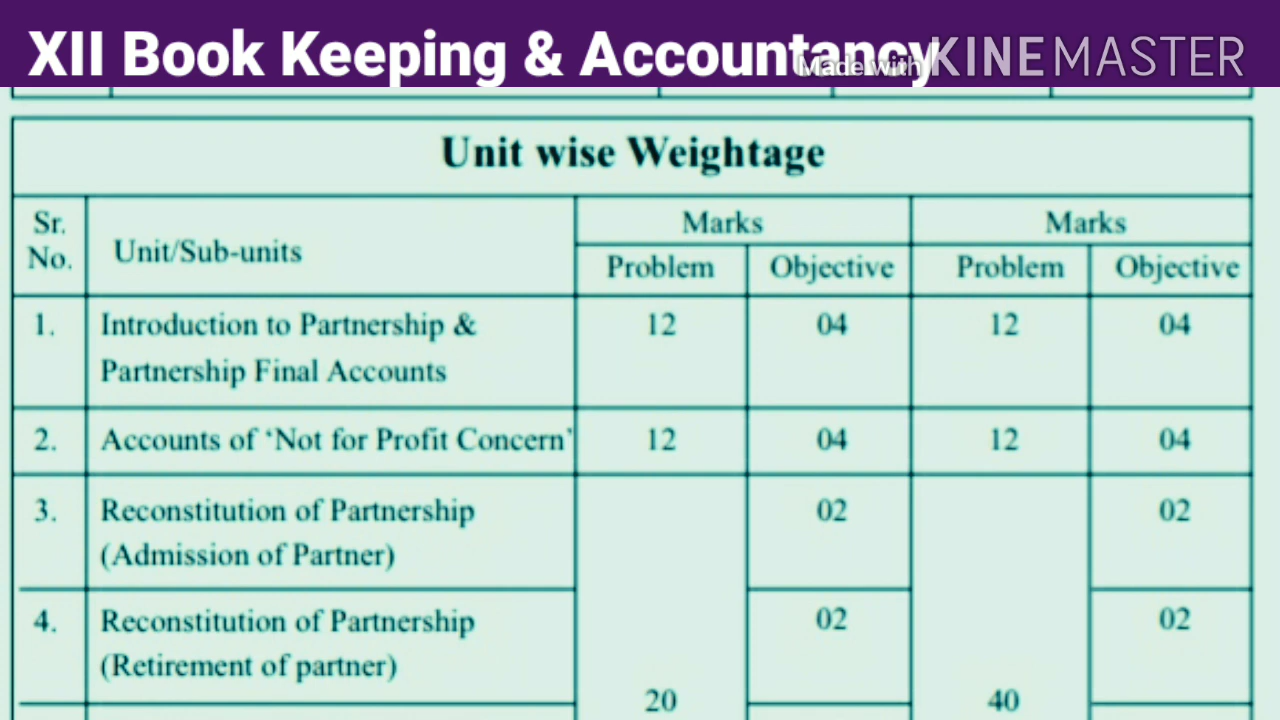 XII Book Keeping & Accountancy
Made with KINEMASTER
Unit wise Weightage
Sr. No. Unit/Sub-units Marks Marks
Problem Objective Problem Objective
1. Introduction to Partnership & 12 04 12 04
Partnership Final Accounts
2. Accounts of ‘Not for Profit Concern’ 12 04 12 04
3. Reconstitution of Partnership 02 02
(Admission of Partner)
4. Reconstitution of Partnership 02 02
(Retirement of partner)
20 40